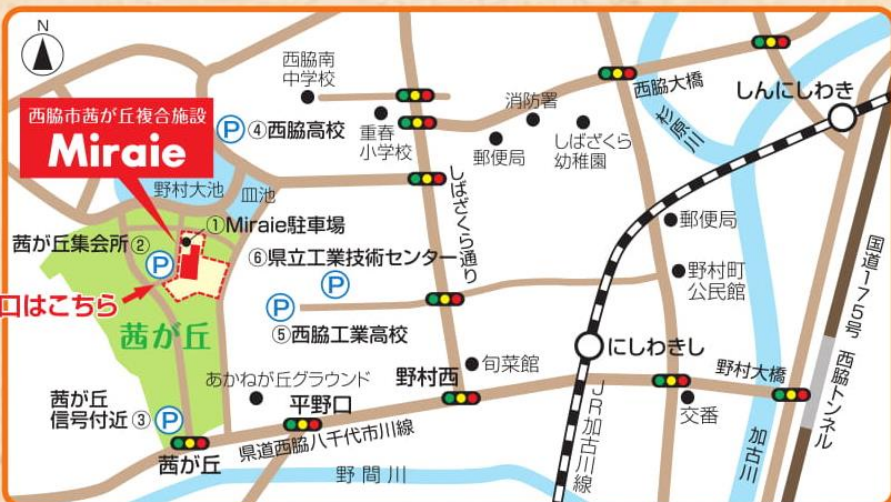 N
西脇市茜が丘複合施設
Miraie
西脇南
中学校
P④西脇高校
重春
小学校
消防署
郵便局
しばざくら
幼稚園
西脇大橋
杉原川
しんにしわき
野村大池
皿池
しばざくら通り
①Miraie駐車場
茜が丘集会所②
P
口はこちら
茜が丘
⑥県立工業技術センター
P
P
⑤西脇工業高校
郵便局
野村町
公民館
国道175号 西脇トンネル
にしわきし
旬菜館
野村西
あかねが丘グラウンド
平野口
野村大橋
交番
茜が丘
信号付近③P
茜が丘
県道西脇八千代市川線
野間川
JR加古川線
加古川